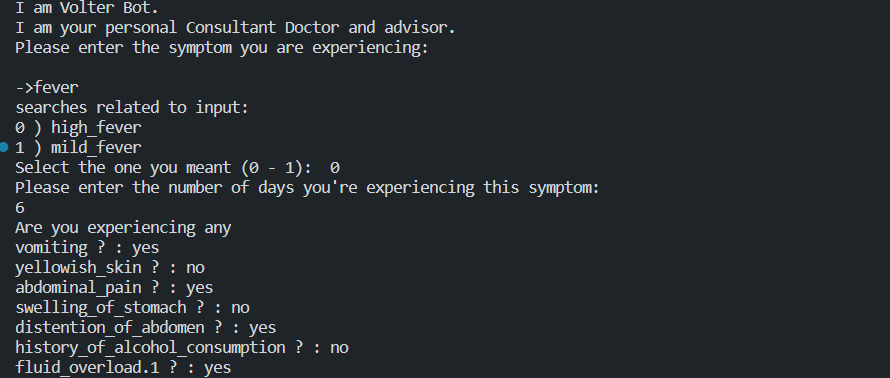 I am Volter Bot.
I am your personal Consultant Doctor and advisor.
Please enter the symptom you are experiencing:
->fever
searches related to input:
0 ) high_fever
1 ) mild_fever
Select the one you meant (0 - 1):  0
Please enter the number of days you're experiencing this symptom:
6
Are you experiencing any
vomiting ? : yes
yellowish_skin ? : no
abdominal_pain ? : yes
swelling_of_stomach ? : no
distention_of_abdomen ? : yes
history_of_alcohol_consumption ? : no
fluid_overload.1 ? : yes